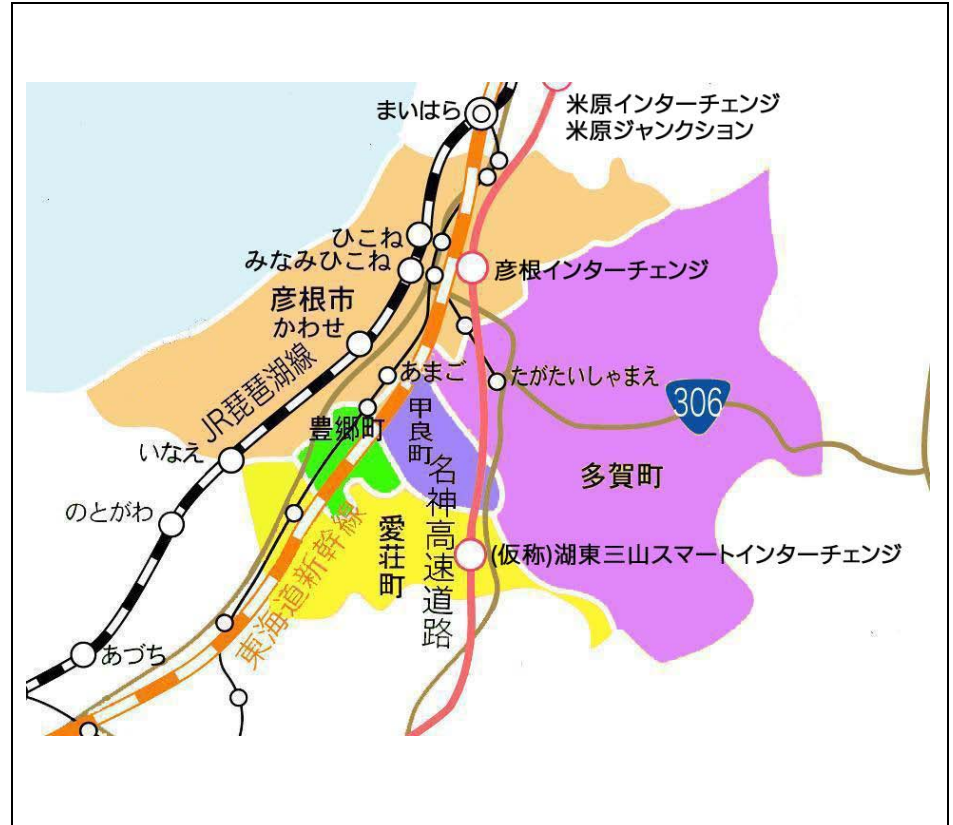 まいはら
米原インターチェンジ
米原ジャンクション
ひこね
みなみひこね
彦根インターチェンジ
彦根市
かわせ
JR琵琶湖線
あまご
たがたいしゃまえ
306
甲良町
豊郷町
いなえ
多賀町
のとがわ
名神高速道路
愛荘町
東海道新幹線
(仮称)湖東三山スマートインターチェンジ
あづち